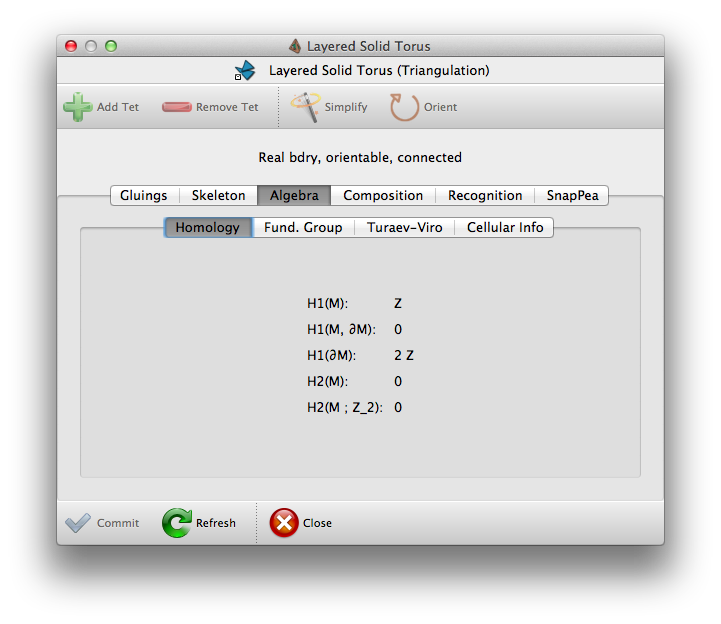 Layered Solid Torus
Layered Solid Torus (Triangulation)
Add Tet Remove Tet Simplify Orient
Real bdry, orientable, connected
Gluings Skeleton Algebra Composition Recognition SnapPea
Homology Fund. Group Turaev-Viro Cellular Info
H1(M): Z
H1(M, ∂M): 0
H1(∂M): 2 Z
H2(M): 0
H2(M ; Z_2): 0
Commit Refresh Close